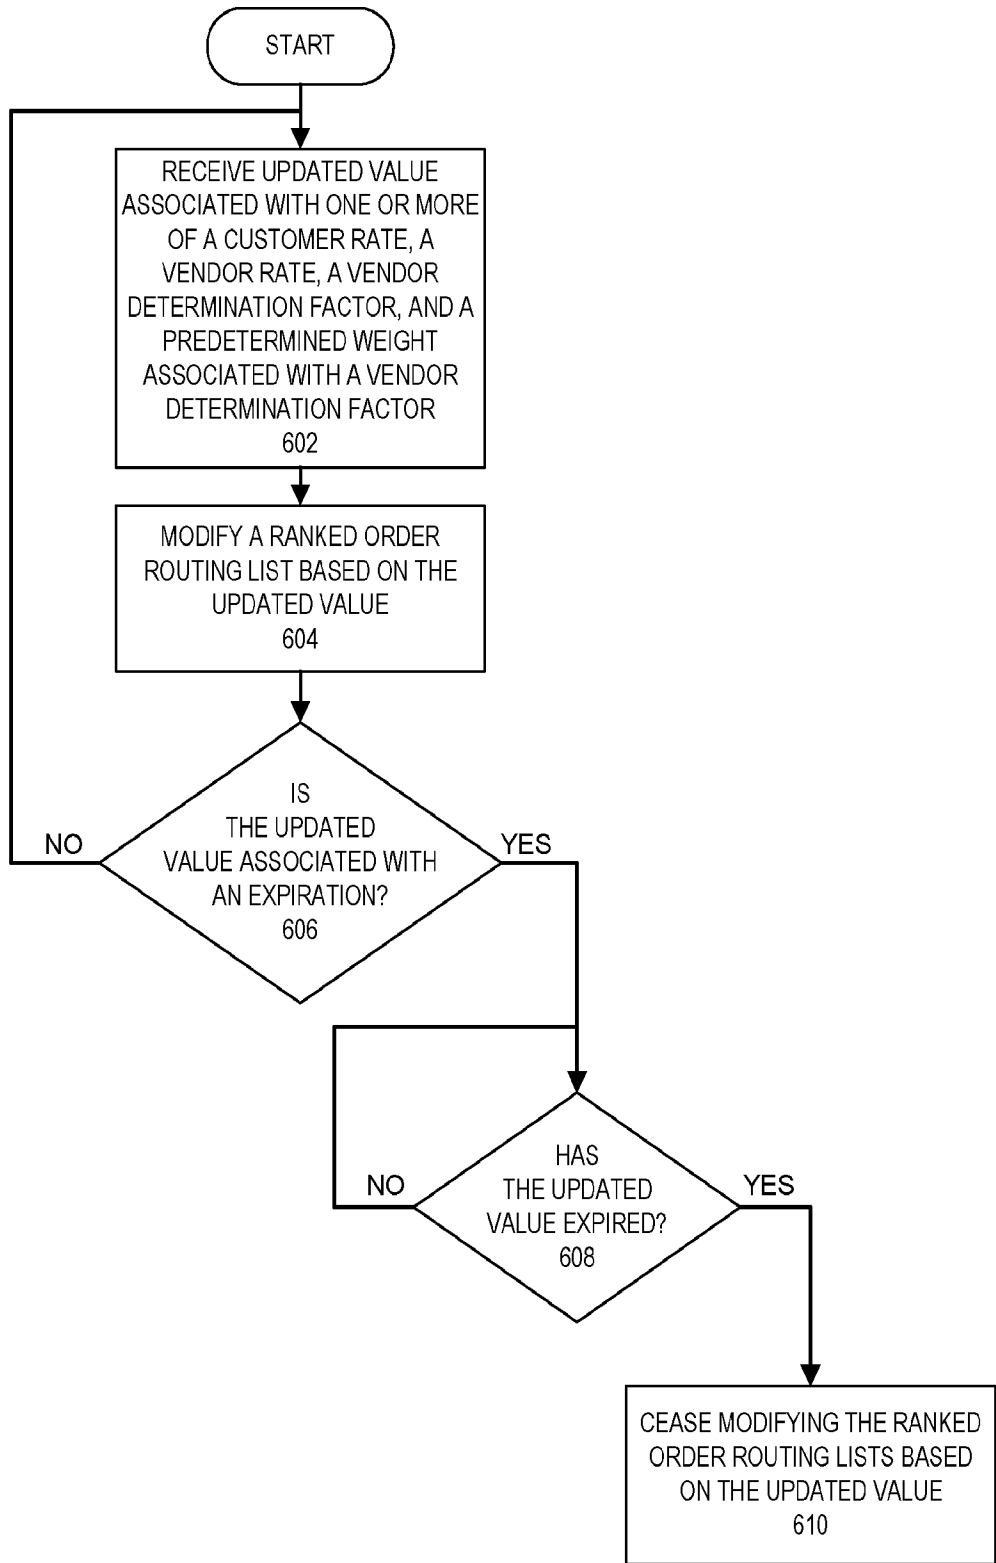 START
RECEIVE UPDATED VALUE
ASSOCIATED WITH ONE OR MORE
OF A CUSTOMER RATE, A
VENDOR RATE, A VENDOR
DETERMINATION FACTOR, AND A
PREDETERMINED WEIGHT
ASSOCIATED WITH A VENDOR
DETERMINATION FACTOR
602
MODIFY A RANKED ORDER
ROUTING LIST BASED ON THE
UPDATED VALUE
604
IS
THE UPDATED
VALUE ASSOCIATED WITH
AN EXPIRATION?
606
NO
YES
HAS
THE UPDATED
VALUE EXPIRED?
608
NO
YES
CEASE MODIFYING THE RANKED
ORDER ROUTING LISTS BASED
ON THE UPDATED VALUE
610